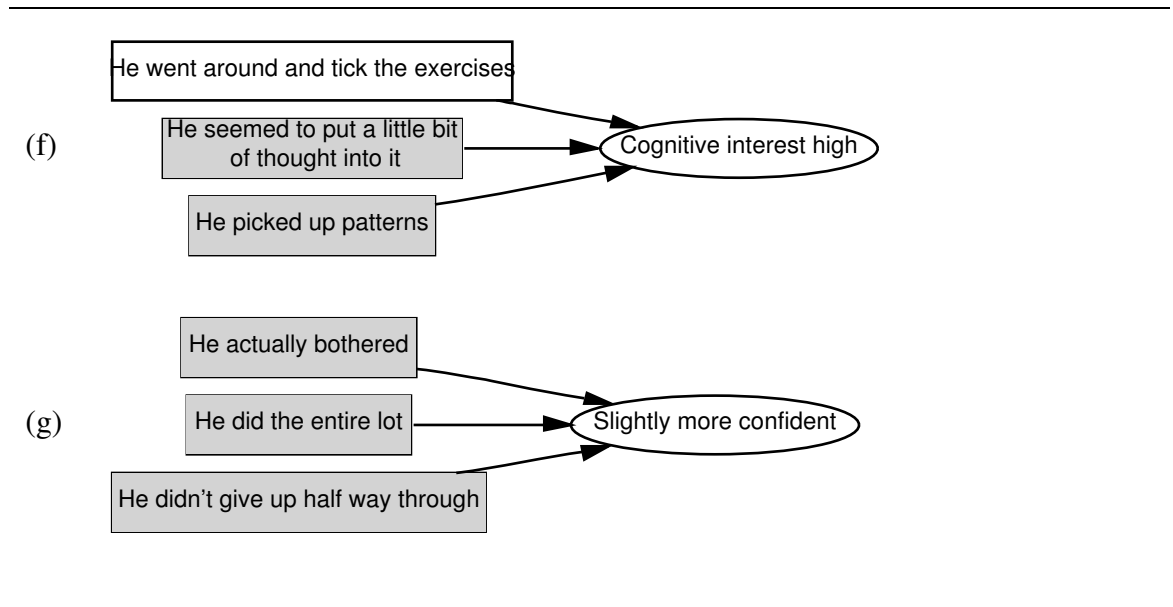 He went around and tick the exercises
(f)
He seemed to put a little bit
of thought into it
Cognitive interest high
He picked up patterns
He actually bothered
(g)
He did the entire lot
Slightly more confident
He didn't give up half way through